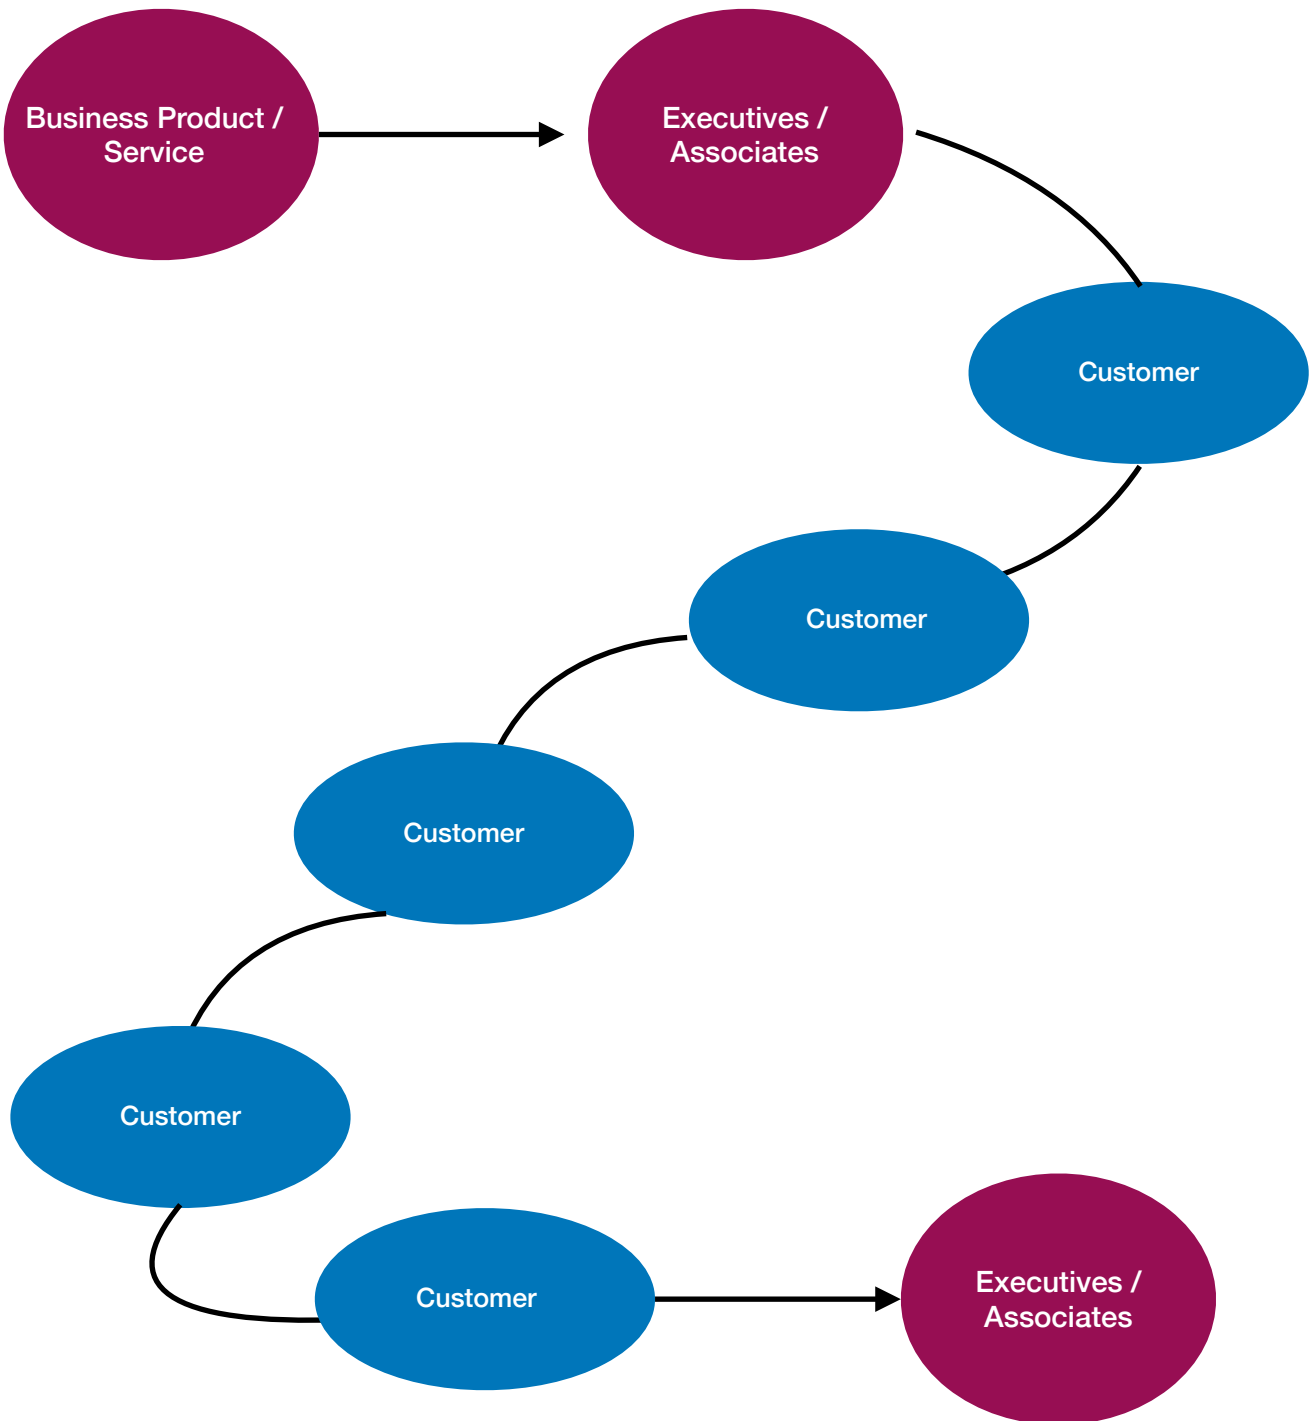 Business Product /
Service
Executives /
Associates
Customer
Customer
Customer
Customer
Customer
Executives /
Associates